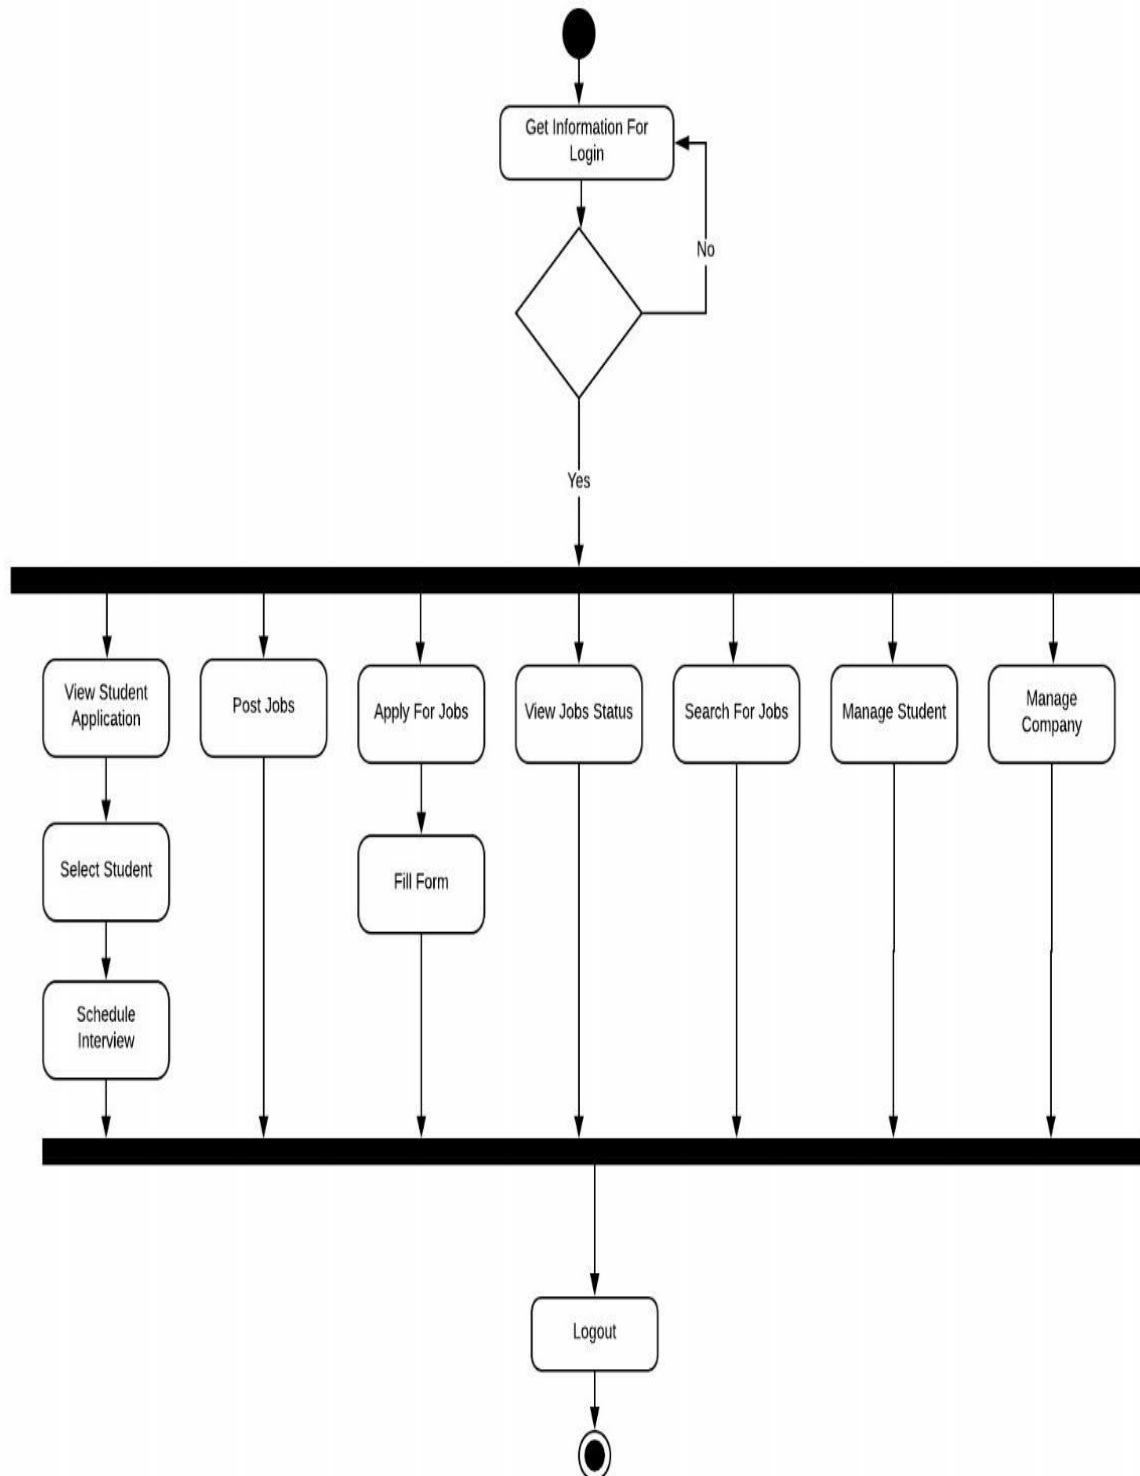 Get Information For
Login
No
Yes
View Student
Application
Post Jobs
Apply For Jobs
View Jobs Status
Search For Jobs
Manage Student
Manage
Company
Select Student
Fill Form
Schedule
Interview
Logout